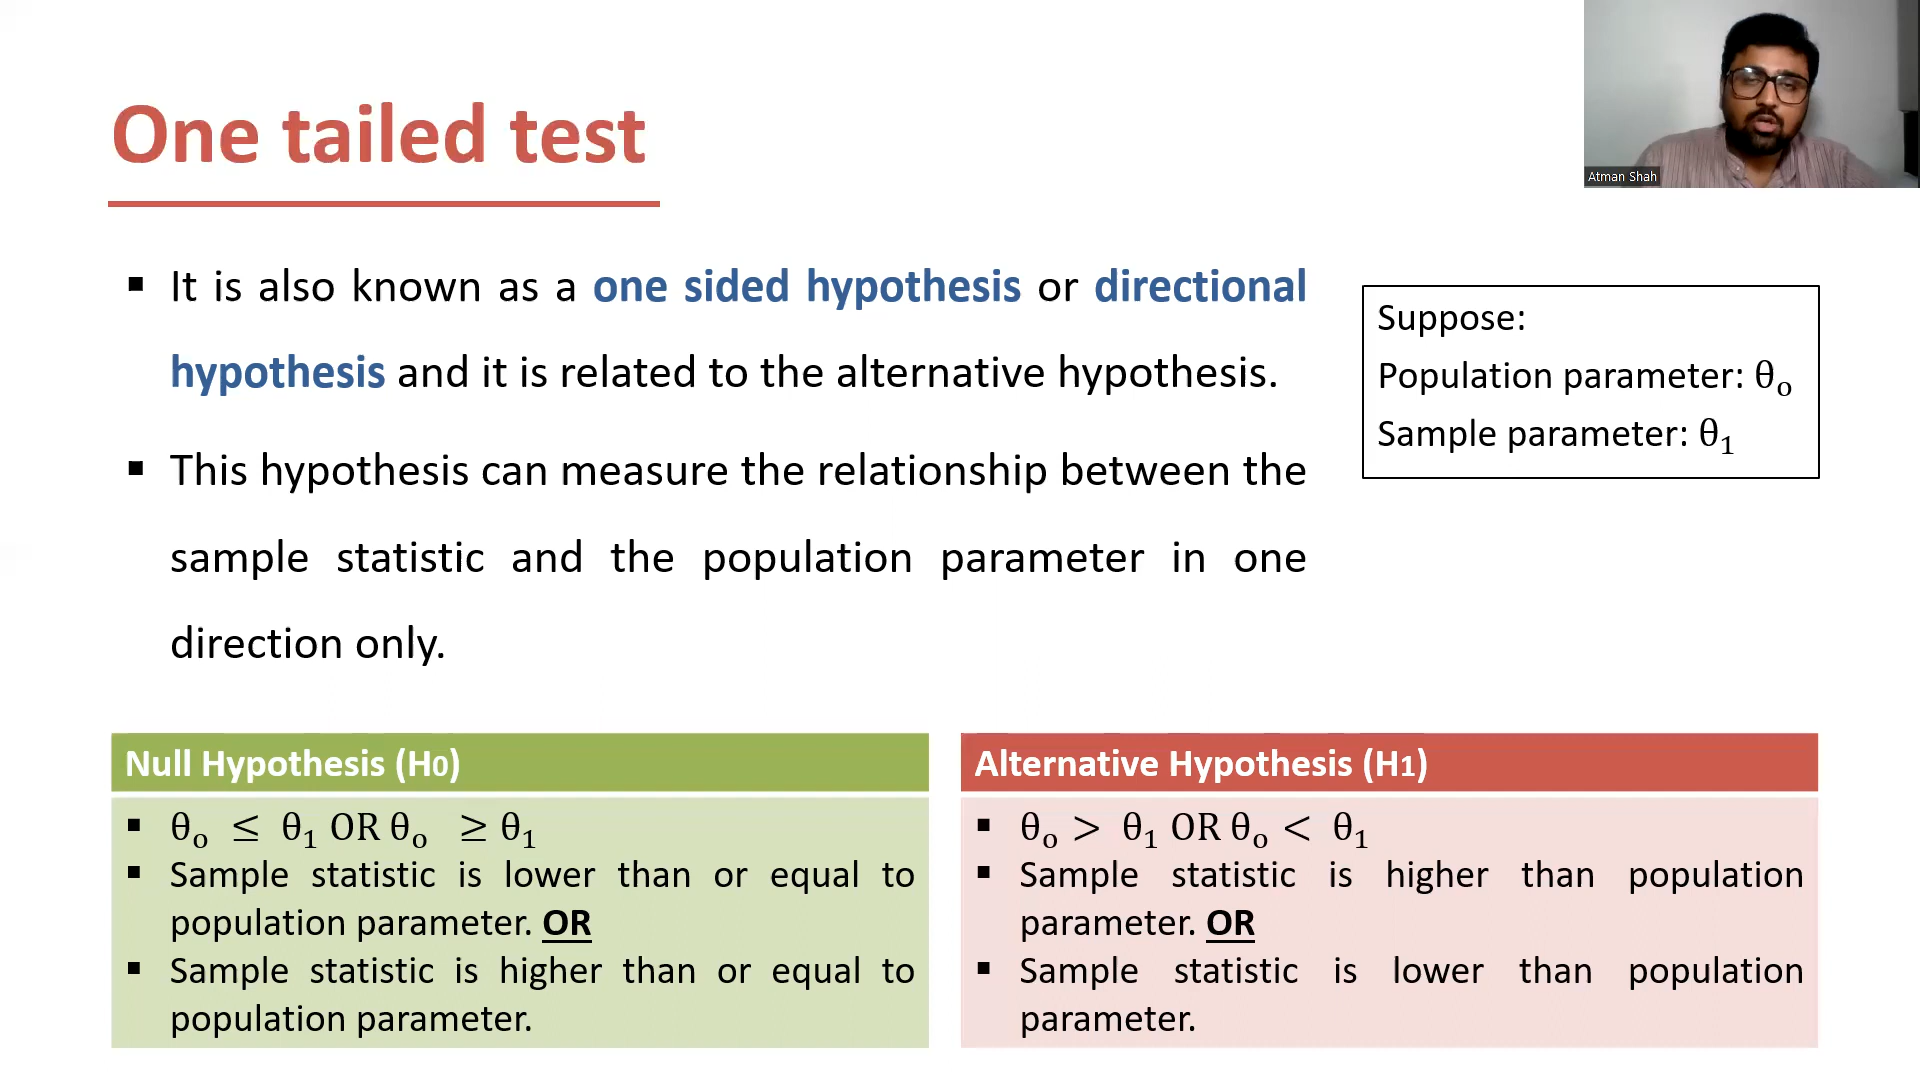 One tailed test
Atman Shah
▪ It is also known as a one sided hypothesis or directional
hypothesis and it is related to the alternative hypothesis.
▪ This hypothesis can measure the relationship between the
sample statistic and the population parameter in one
direction only.
Suppose:
Population parameter: θₒ
Sample parameter: θ₁
Null Hypothesis (H0)
▪ θₒ ≤ θ₁ OR θₒ ≥ θ₁
▪ Sample statistic is lower than or equal to
population parameter. OR
▪ Sample statistic is higher than or equal to
population parameter.
Alternative Hypothesis (H1)
▪ θₒ > θ₁ OR θₒ < θ₁
▪ Sample statistic is higher than population
parameter. OR
▪ Sample statistic is lower than population
parameter.